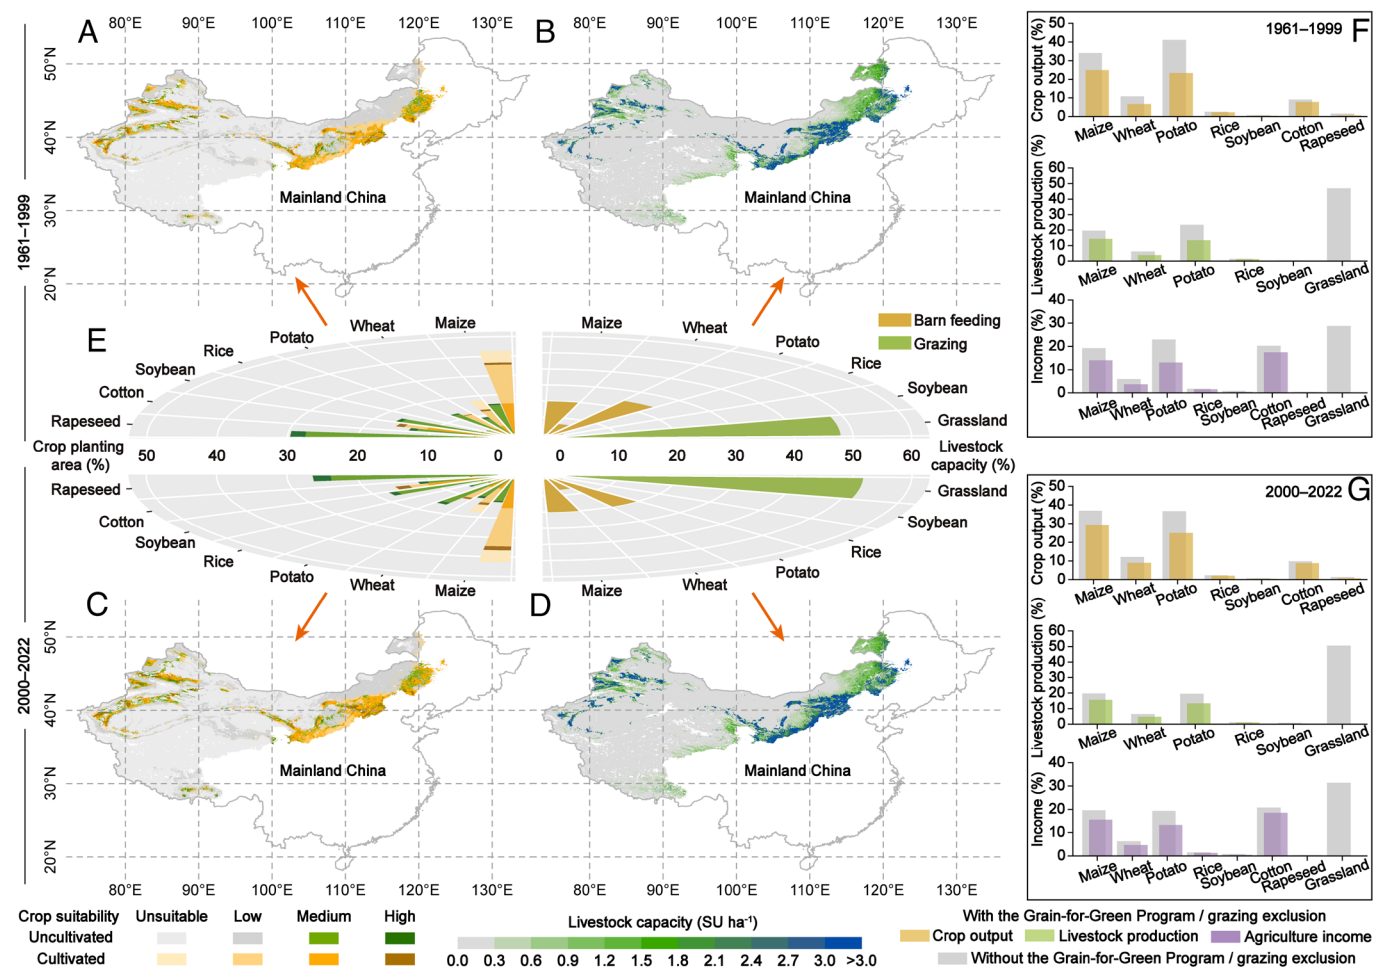 80°E 90°E 100°E 110°E 120°E 130°E 80°E 90°E 100°E 110°E 120°E 130°E
A
B
50°N
40°N
30°N
20°N
1961–1999
Mainland China
Mainland China
E
Rapeseed
Cotton
Soybean
Rice
Potato
Wheat
Maize
Maize
Wheat
Potato
Rice
Soybean
Grassland
Barn feeding
Grazing
Crop planting
area (%)
50 40 30 20 10 0
0 10 20 30 40 50 60
Livestock
capacity (%)
Rapeseed
Cotton
Soybean
Rice
Potato
Wheat
Maize
Maize
Wheat
Potato
Rice
Soybean
Grassland
C
D
50°N
40°N
30°N
20°N
2000–2022
Mainland China
Mainland China
80°E 90°E 100°E 110°E 120°E 130°E 80°E 90°E 100°E 110°E 120°E 130°E
Crop suitability Unsuitable Low Medium High
Uncultivated
Cultivated
Livestock capacity (SU ha⁻¹)
0.0 0.3 0.6 0.9 1.2 1.5 1.8 2.1 2.4 2.7 3.0 >3.0
1961–1999
F
Crop output (%)
50
40
30
20
10
0
Maize Wheat Potato Rice Soybean Cotton Rapeseed
Livestock production (%)
60
50
40
30
20
10
0
Maize Wheat Potato Rice Soybean Grassland
Income (%)
40
30
20
10
0
Maize Wheat Potato Rice Soybean Cotton Rapeseed Grassland
2000–2022
G
Crop output (%)
50
40
30
20
10
0
Maize Wheat Potato Rice Soybean Cotton Rapeseed
Livestock production (%)
60
50
40
30
20
10
0
Maize Wheat Potato Rice Soybean Grassland
Income (%)
40
30
20
10
0
Maize Wheat Potato Rice Soybean Cotton Rapeseed Grassland
With the Grain-for-Green Program / grazing exclusion
Crop output Livestock production Agriculture income
Without the Grain-for-Green Program / grazing exclusion